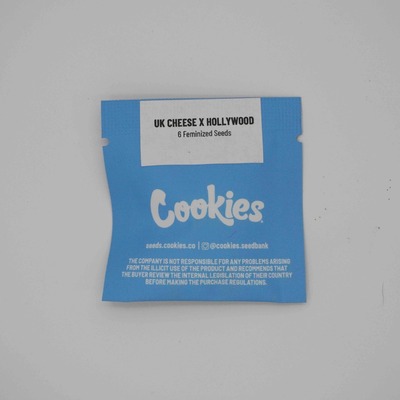 UK CHEESE X HOLLYWOOD
6 Feminized Seeds
Cookies
seeds.cookies.co | @cookies.seedbank
THE COMPANY IS NOT RESPONSIBLE FOR ANY PROBLEMS ARISING
FROM THE ILLICIT USE OF THE PRODUCT AND RECOMMENDS THAT
THE BUYER REVIEW THE INTERNAL LEGISLATION OF THEIR COUNTRY
BEFORE MAKING THE PURCHASE REGULATIONS.